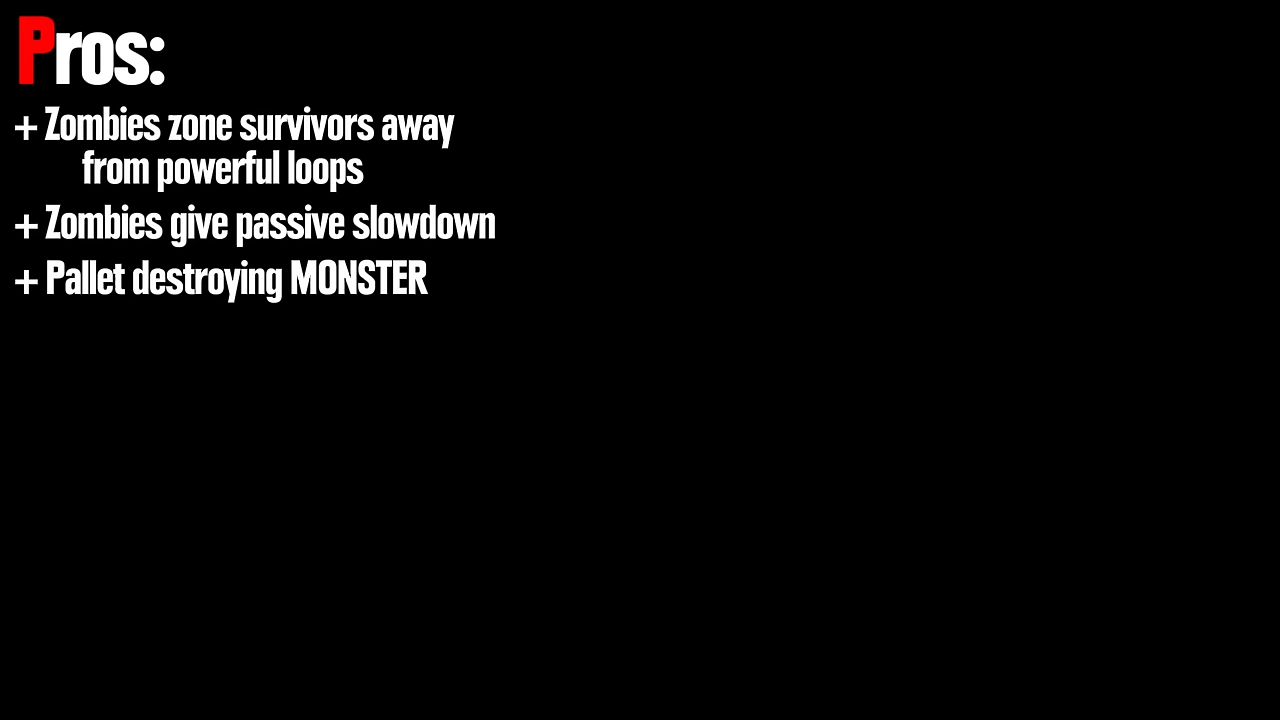 Pros:
+ Zombies zone survivors away
from powerful loops
+ Zombies give passive slowdown
+ Pallet destroying MONSTER